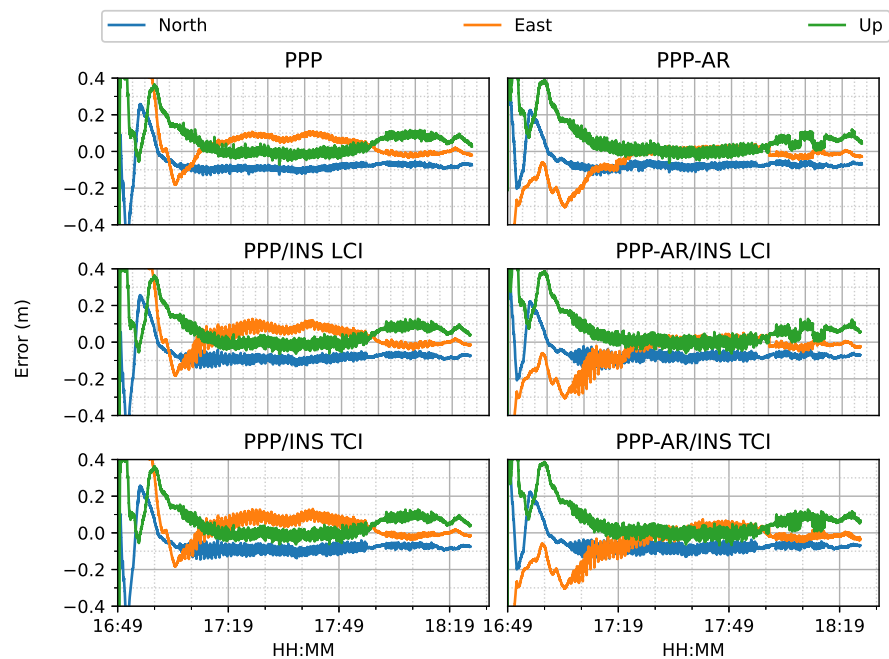 North East Up
PPP PPP-AR
0.4
0.2
0.0
−0.2
−0.4
PPP/INS LCI PPP-AR/INS LCI
0.4
0.2
0.0
−0.2
−0.4
Error (m)
PPP/INS TCI PPP-AR/INS TCI
0.4
0.2
0.0
−0.2
−0.4
16:49 17:19 17:49 18:19 16:49 17:19 17:49 18:19
HH:MM HH:MM